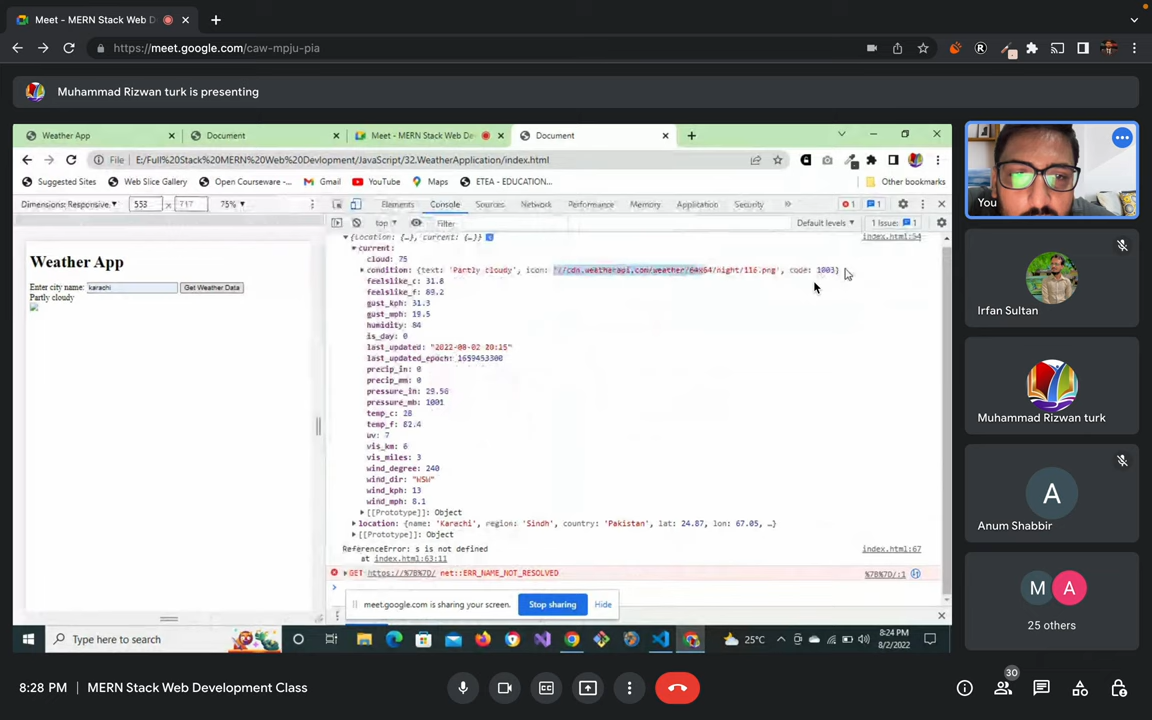 Meet - MERN Stack Web D
https://meet.google.com/caw-mpju-pia
Muhammad Rizwan turk is presenting
Weather App
Document
Meet - MERN Stack Web De
Document
File
E:/Full%20Stack%20MERN%20Web%20Devlopment/JavaScript/32.WeatherApplication/index.html
Suggested Sites
Web Slice Gallery
Open Courseware -...
Gmail
YouTube
Maps
ETEA - EDUCATION...
Other bookmarks
Dimensions: Responsive
553
x
717
75%
Elements
Console
Sources
Network
Performance
Memory
Application
Security
»
1
1
top
Filter
Default levels
1 Issue:
1
Weather App
Enter city name:
karachi
Get Weather Data
Partly cloudy
{location: {…}, current: {…}}
index.html:54
current:
cloud: 75
condition: {text: 'Partly cloudy', icon: '//cdn.weatherapi.com/weather/64x64/night/116.png', code: 1003}
feelslike_c: 31.8
feelslike_f: 89.2
gust_kph: 31.3
gust_mph: 19.5
humidity: 84
is_day: 0
last_updated: "2022-08-02 20:15"
last_updated_epoch: 1659453300
precip_in: 0
precip_mm: 0
pressure_in: 29.56
pressure_mb: 1001
temp_c: 28
temp_f: 82.4
uv: 7
vis_km: 6
vis_miles: 3
wind_degree: 240
wind_dir: "WSW"
wind_kph: 13
wind_mph: 8.1
[[Prototype]]: Object
location: {name: 'Karachi', region: 'Sindh', country: 'Pakistan', lat: 24.87, lon: 67.05, …}
[[Prototype]]: Object
ReferenceError: s is not defined
at index.html:63:11
index.html:67
GET https://%7B%7D/ net::ERR_NAME_NOT_RESOLVED
%7B%7D/:1
meet.google.com is sharing your screen.
Stop sharing
Hide
Type here to search
25°C
8:24 PM
8/2/2022
You
Irfan Sultan
Muhammad Rizwan turk
A
Anum Shabbir
M
A
25 others
8:28 PM
MERN Stack Web Development Class
30